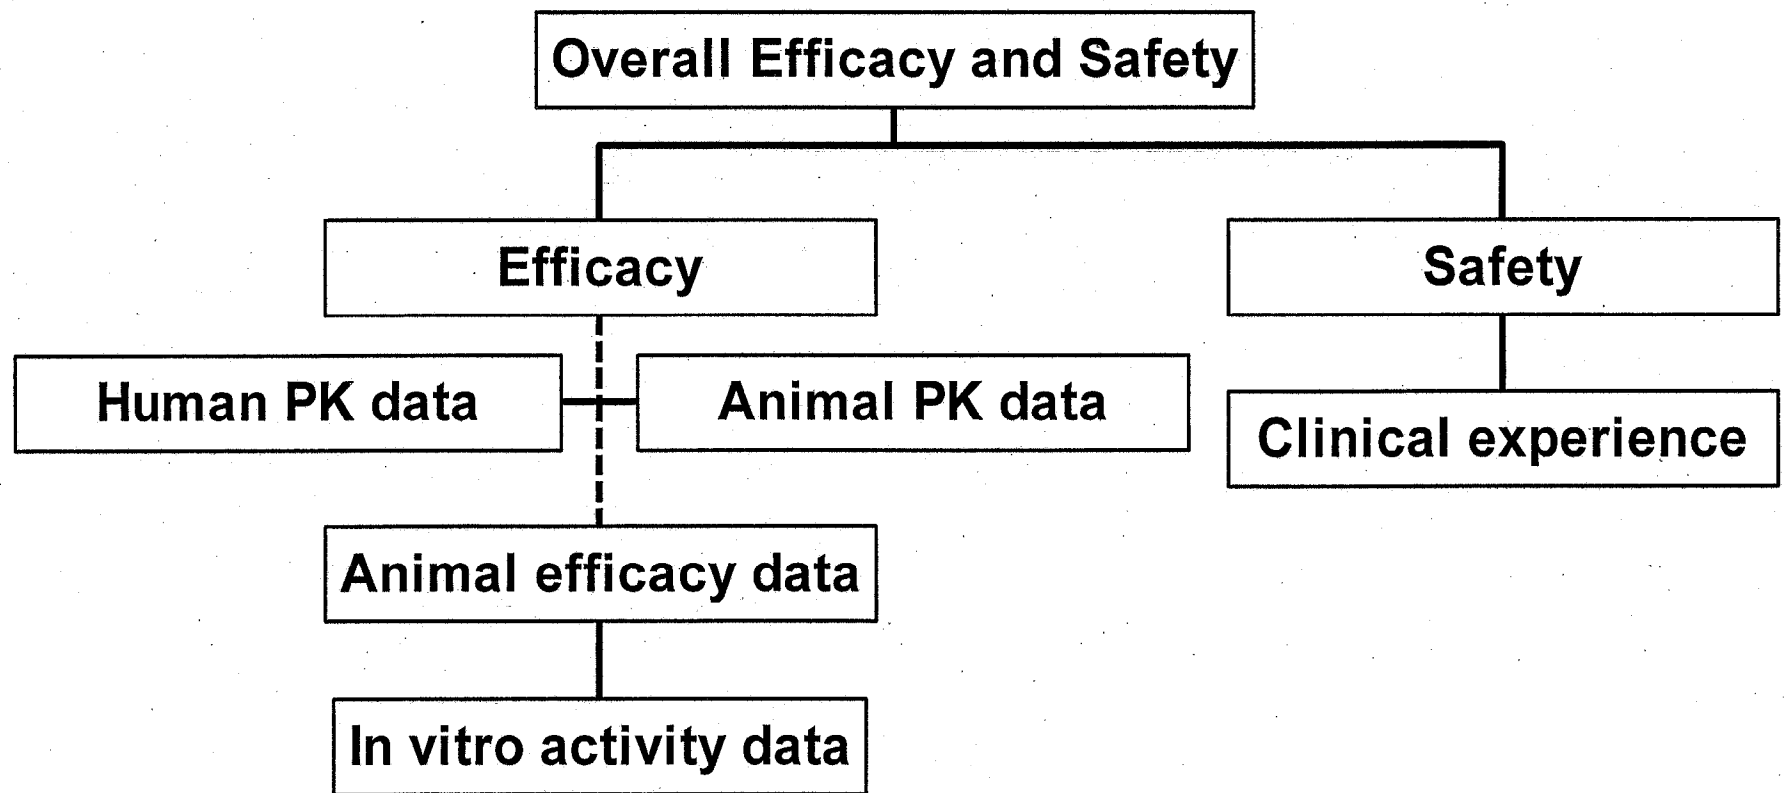 Overall Efficacy and Safety
Efficacy
Safety
Human PK data
Animal PK data
Clinical experience
Animal efficacy data
In vitro activity data